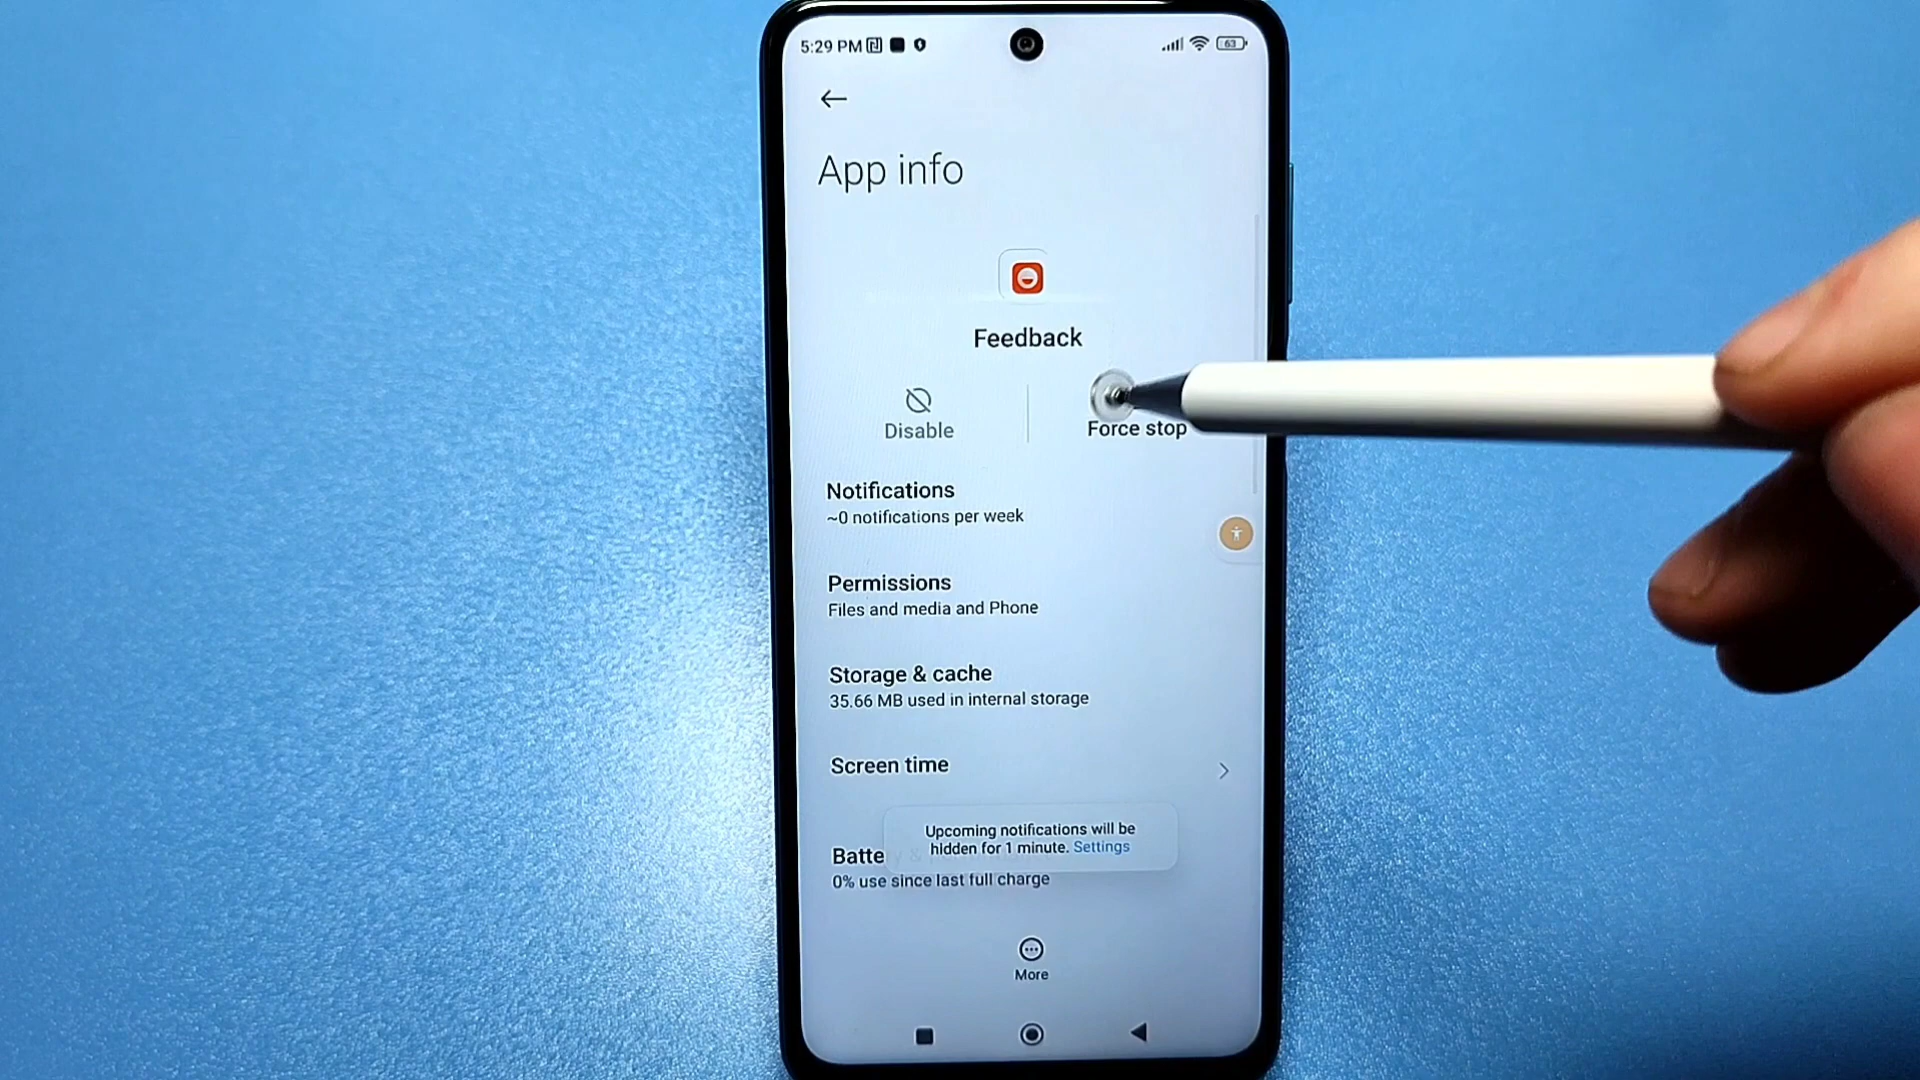 5:29 PM
63
App info
Feedback
Disable
Force stop
Notifications
~0 notifications per week
Permissions
Files and media and Phone
Storage & cache
35.66 MB used in internal storage
Screen time
Upcoming notifications will be
hidden for 1 minute. Settings
Batte
0% use since last full charge
More